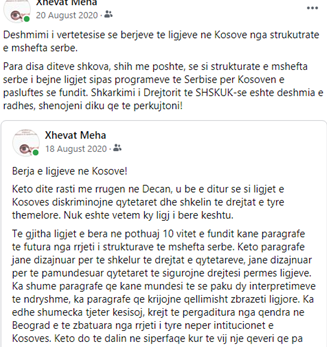 Xhevat Meha
20 August 2020
Deshmimi i vertetesise se berjeve te ligjeve ne Kosove nga strukutrate
e mshefta serbe.
Para disa diteve shkova, shih me poshte, se si strukturate e mshefta
serbe i bejne ligjet sipas programeve te Serbise per Kosoven e
pasluftes se fundit. Shkarkimi i Drejtorit te SHSKUK-se eshte deshmia e
radhes, shenojeni diku qe te perkujtoni!
Xhevat Meha
18 August 2020
Berja e ligjeve ne Kosove!
Keto dite rasti me rrugen ne Decan, u be e ditur se si ligjet e
Kosoves diskriminojne qytetaret dhe shkelin te drejtat e tyre
themelore. Nuk eshte vetem ky ligj i bere keshtu.
Te gjitha ligjet e bera ne pothuaj 10 vitet e fundit kane paragrafe
te futura nga rrjeti i strukturave te mshefta serbe. Keto paragrafe
jane dizajnuar per te shkelur te drejtat e qytetareve, jane dizajnuar
per te pamundesuar qytetaret te sigurojne drejtesi permes ligjeve.
Ka shume paragrafe qe kane mundesi te se paku dy interpretimeve
te ndryshme, ka paragrafe qe krijojne qellimisht zbrazeti ligjore. Ka
edhe shumecka tjeter kesisoj, krejt te pergaditura nga qendra ne
Beograd e te zbatuara nga rrjeti i tyre neper intitucionet e
Kosoves. Keto do te dalin ne siperfaqe kur te vij nje qeveri qe pa